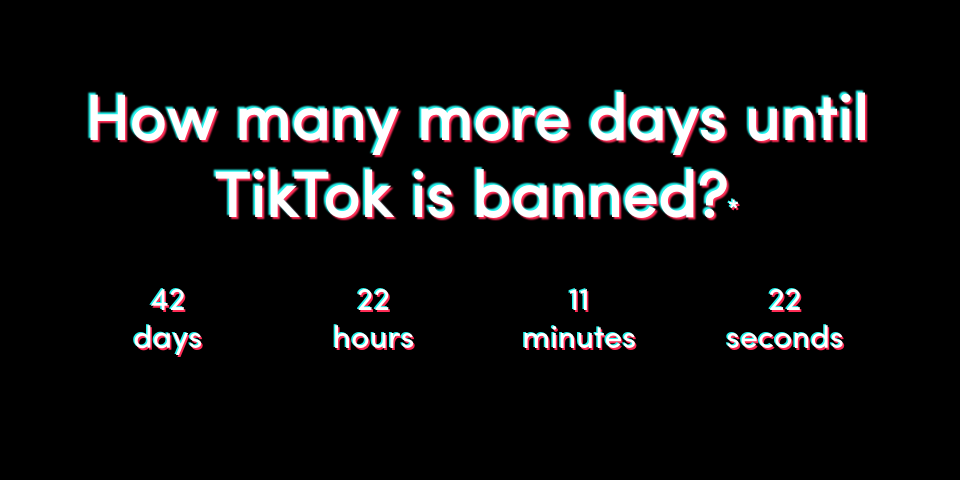 How many more days until
TikTok is banned?*
42 22 11 22
days hours minutes seconds